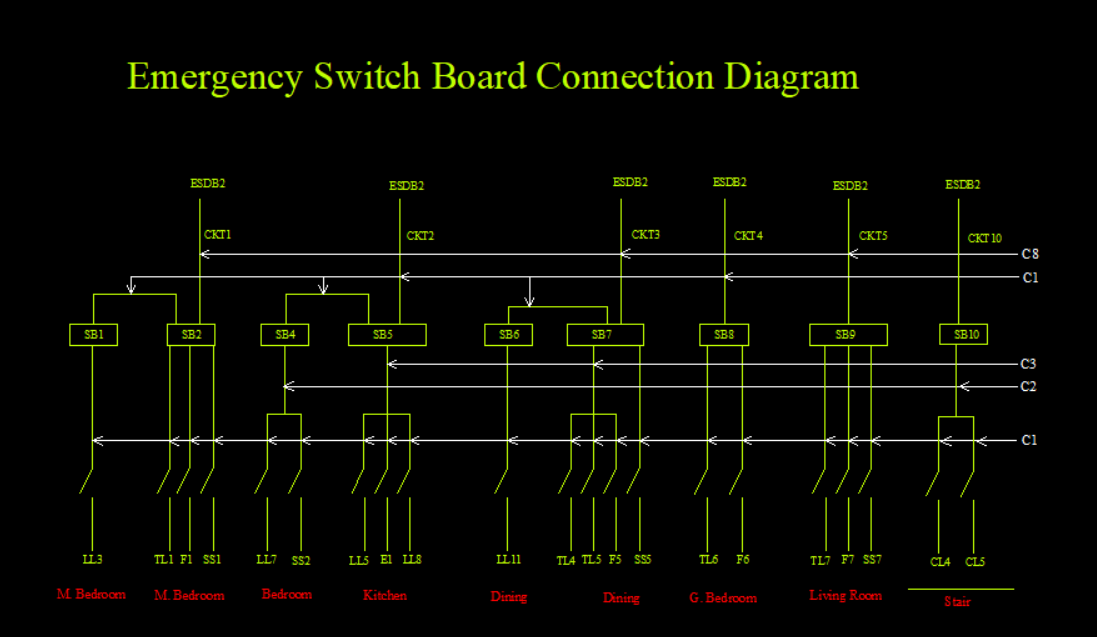 Emergency Switch Board Connection Diagram
ESDB2 ESDB2 ESDB2 ESDB2 ESDB2 ESDB2
CKT1 CKT2 CKT3 CKT4 CKT5 CKT10
C8
C1
SB1 SB2 SB4 SB5 SB6 SB7 SB8 SB9 SB10
C3
C2
C1
LL3 TL1 F1 SS1 LL7 SS2 LL5 E1 LL8 LL11 TL4 TL5 F5 SS5 TL6 F6 TL7 F7 SS7 CL4 CL5
M. Bedroom M. Bedroom Bedroom Kitchen Dining Dining G. Bedroom Living Room Stair